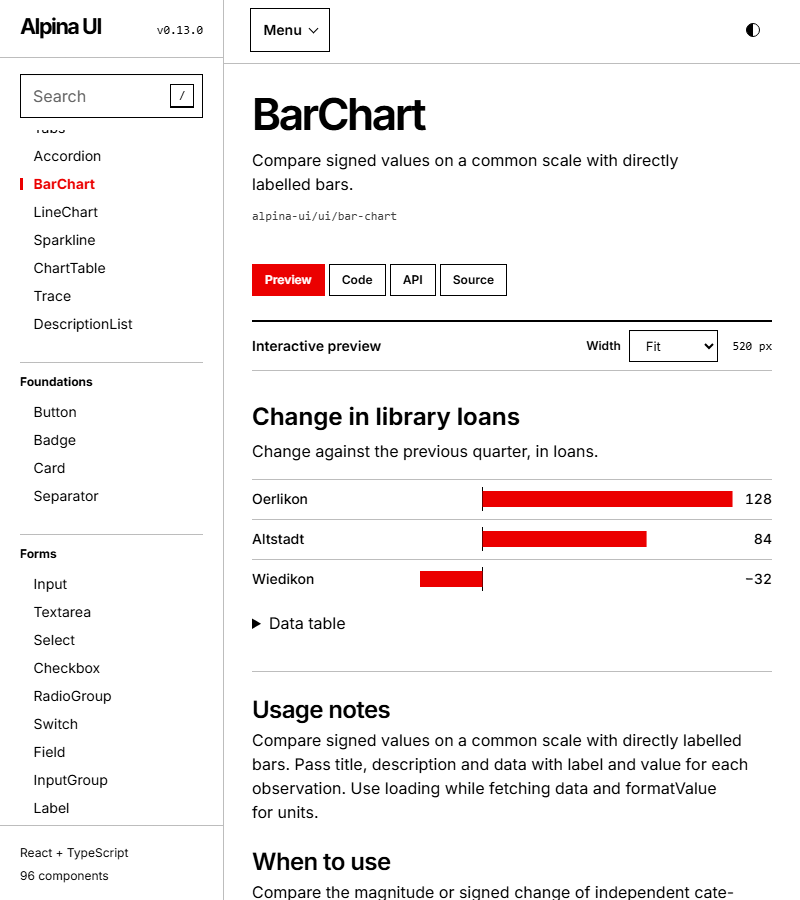 Alpina UI
v0.13.0
Search
/
Tabs
Accordion
BarChart
LineChart
Sparkline
ChartTable
Trace
DescriptionList
Foundations
Button
Badge
Card
Separator
Forms
Input
Textarea
Select
Checkbox
RadioGroup
Switch
Field
InputGroup
Label
React + TypeScript
96 components
Menu
BarChart
Compare signed values on a common scale with directly
labelled bars.
alpina-ui/ui/bar-chart
Preview
Code
API
Source
Interactive preview
Width
Fit
520 px
Change in library loans
Change against the previous quarter, in loans.
Oerlikon
128
Altstadt
84
Wiedikon
−32
Data table
Usage notes
Compare signed values on a common scale with directly labelled
bars. Pass title, description and data with label and value for each
observation. Use loading while fetching data and formatValue
for units.
When to use
Compare the magnitude or signed change of independent cate-